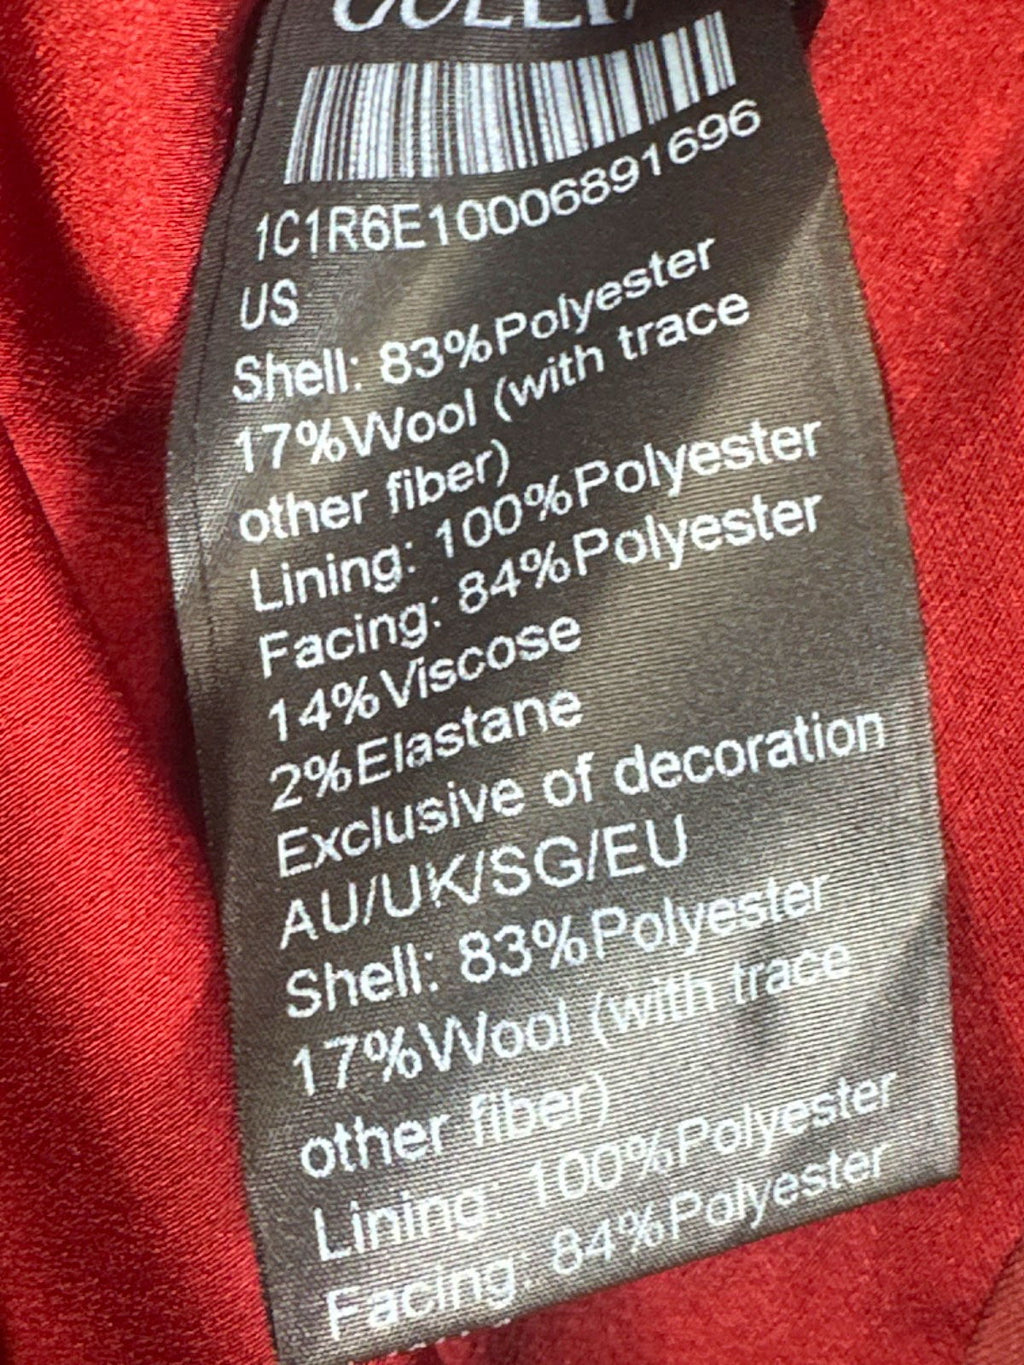 1C1R6E10006891696
US
Shell: 83%Polyester
17%Wool (with trace
other fiber)
Lining: 100%Polyester
Facing: 84%Polyester
14%Viscose
2%Elastane
Exclusive of decoration
AU/UK/SG/EU
Shell: 83%Polyester
17%Wool (with trace
other fiber)
Lining: 100%Polyester
Facing: 84%Polyester